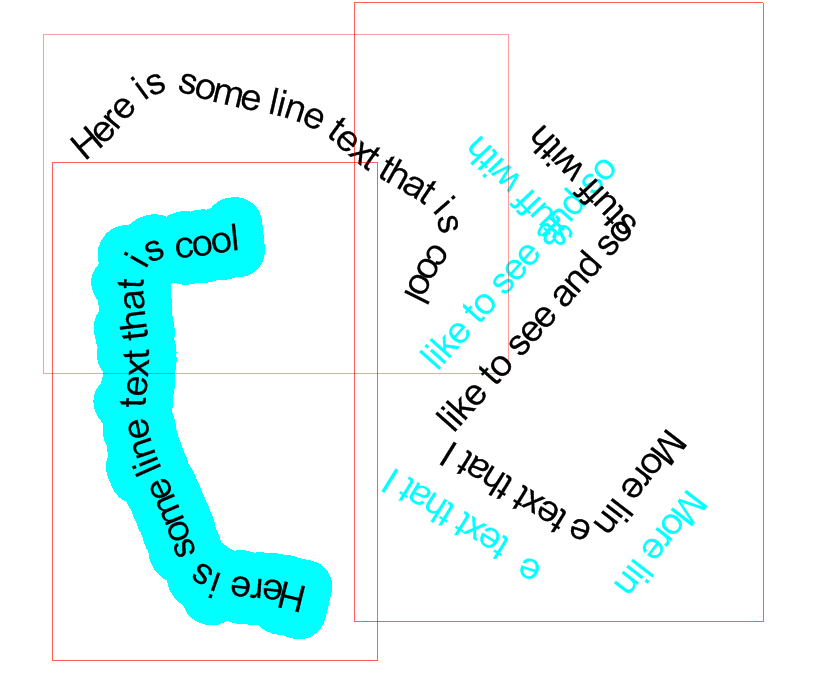 Here is some line text that is cool
Here is some line text that is cool
More line text that I like to see and so stuff with
More line text that I like to see and so stuff with